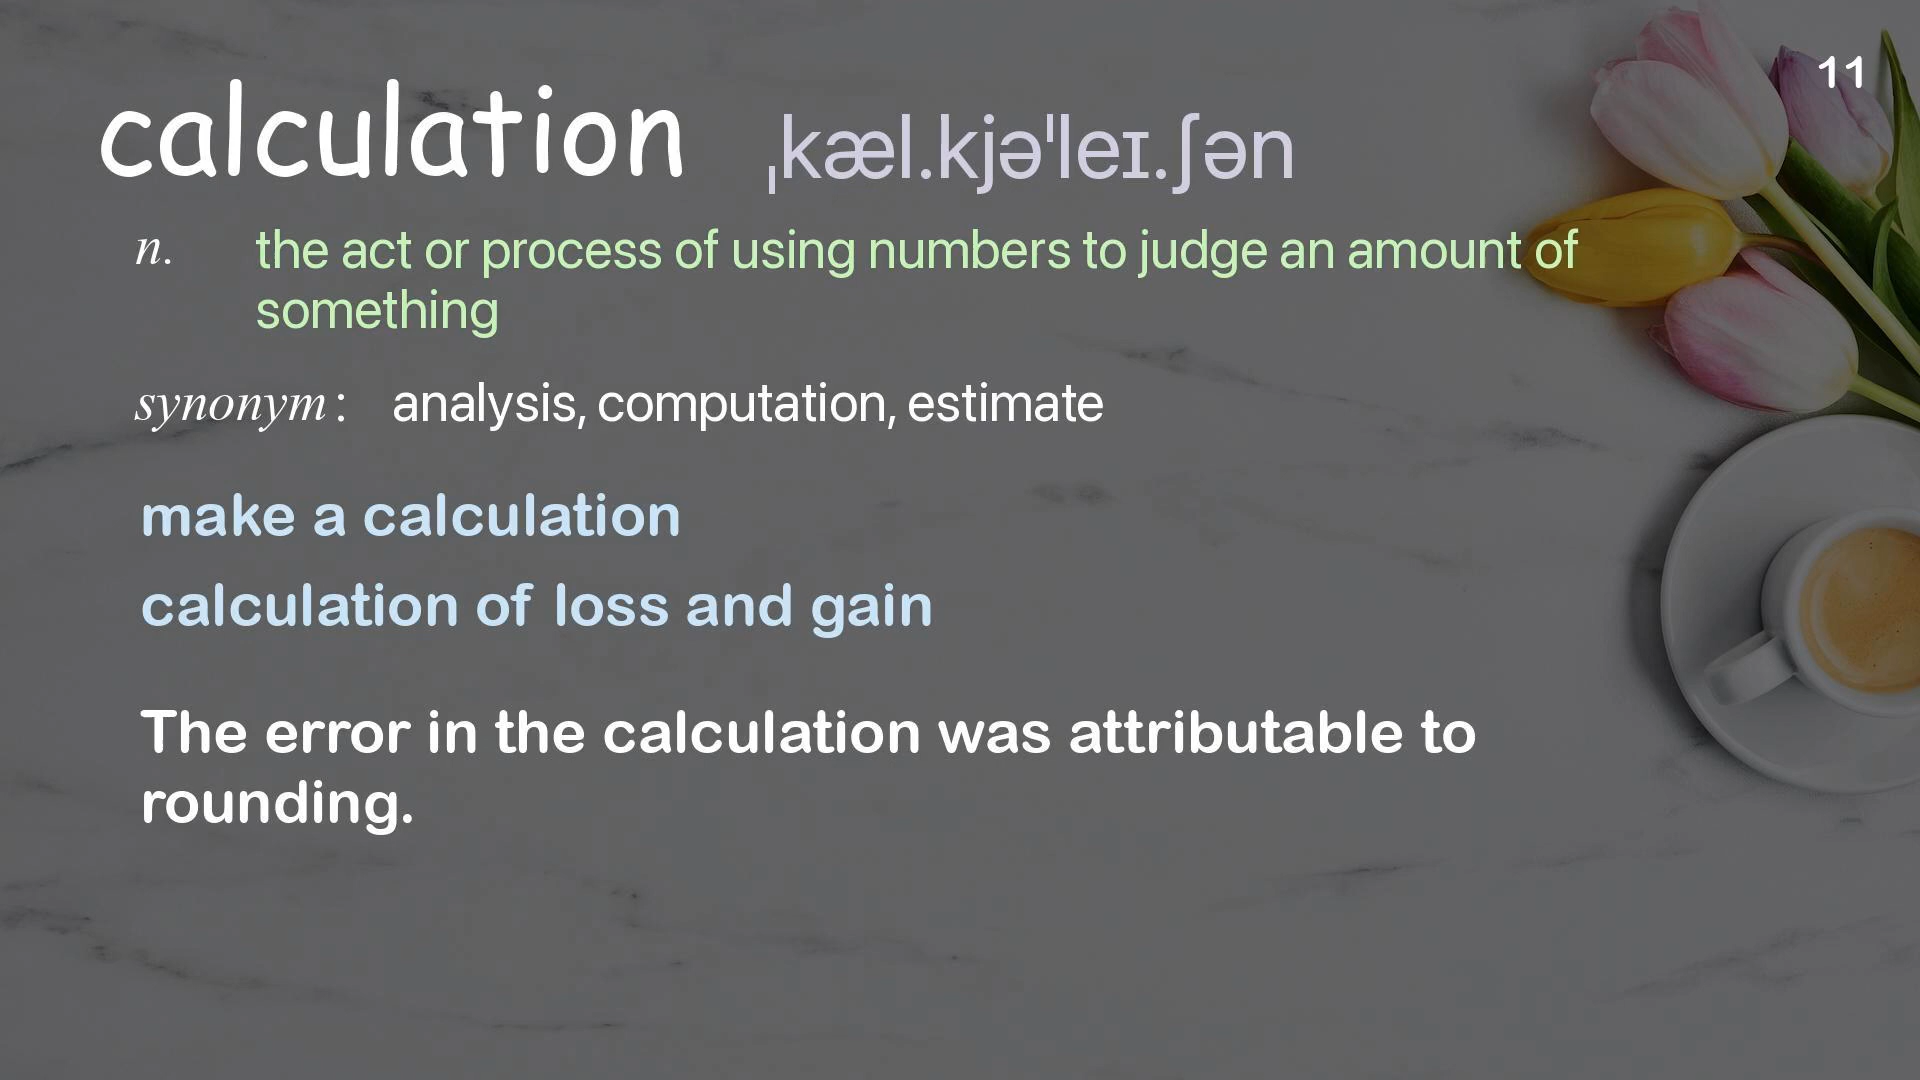 11
calculation ˌkæl.kjəˈleɪ.ʃən
n. the act or process of using numbers to judge an amount of
something
synonym: analysis, computation, estimate
make a calculation
calculation of loss and gain
The error in the calculation was attributable to
rounding.